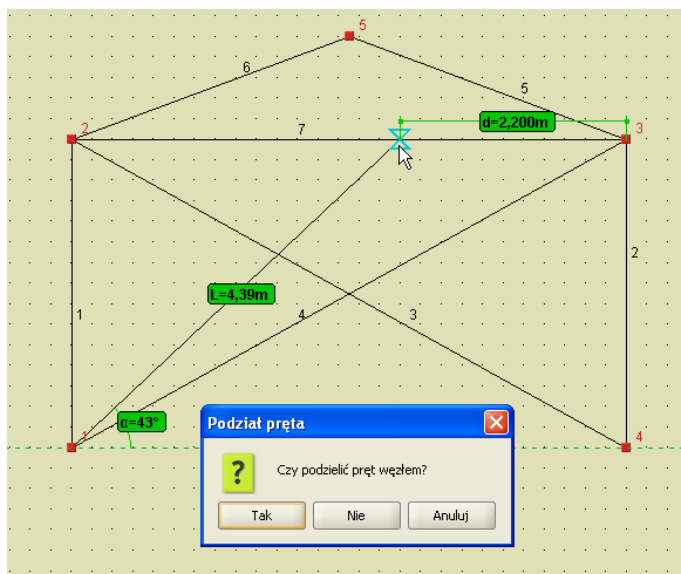 5
6
5
d=2,200m
2
7
3
2
L=4,39m
1
4
3
α=43°
1
4
Podział pręta
Czy podzielić pręt węzłem?
Tak
Nie
Anuluj